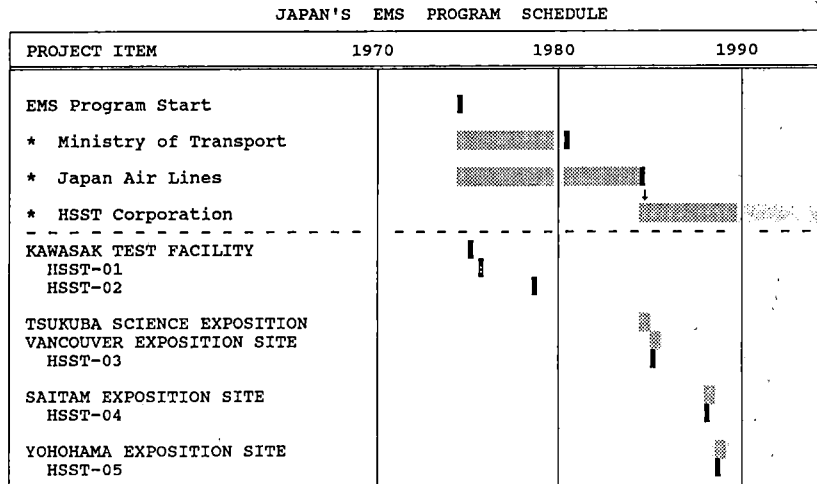 JAPAN'S EMS PROGRAM SCHEDULE
PROJECT ITEM 1970 1980 1990
EMS Program Start
* Ministry of Transport
* Japan Air Lines
* HSST Corporation
KAWASAK TEST FACILITY
HSST-01
HSST-02
TSUKUBA SCIENCE EXPOSITION
VANCOUVER EXPOSITION SITE
HSST-03
SAITAM EXPOSITION SITE
HSST-04
YOHOHAMA EXPOSITION SITE
HSST-05